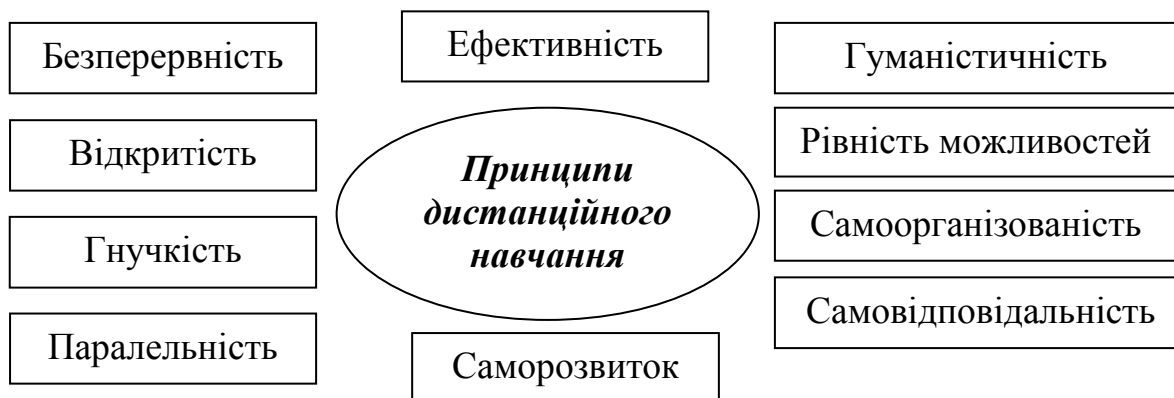 Безперервність
Ефективність
Гуманістичність
Відкритість
Рівність можливостей
Принципи
дистанційного
навчання
Гнучкість
Самоорганізованість
Самовідповідальність
Паралельність
Саморозвиток